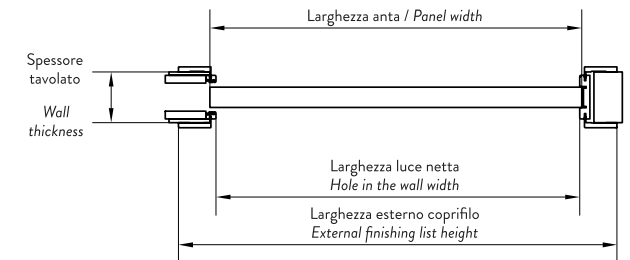 Larghezza anta / Panel width
Spessore
tavolato
Wall
thickness
Larghezza luce netta
Hole in the wall width
Larghezza esterno coprifilo
External finishing list height